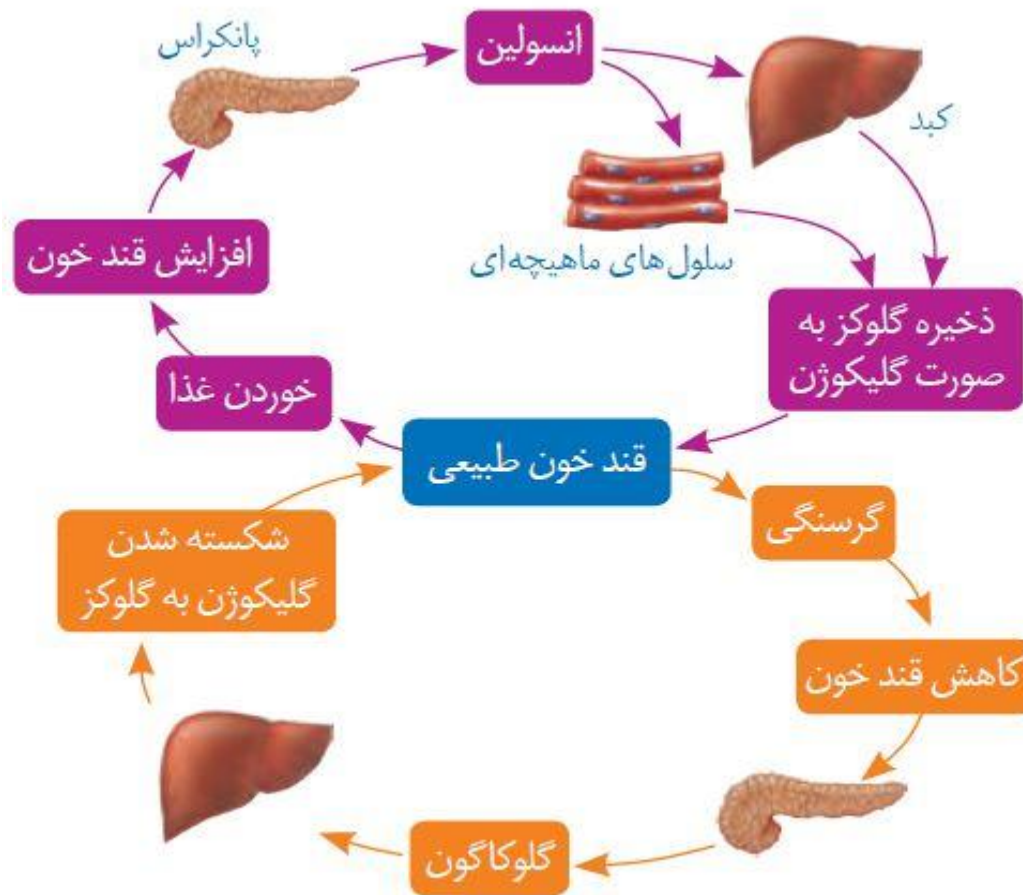 پانکراس
انسولین
کبد
سلول‌های ماهیچه‌ای
افزایش قند خون
ذخیره گلوکز به
صورت گلیکوژن
خوردن غذا
قند خون طبیعی
گرسنگی
شکسته شدن
گلیکوژن به گلوکز
کاهش قند خون
گلوکاگون